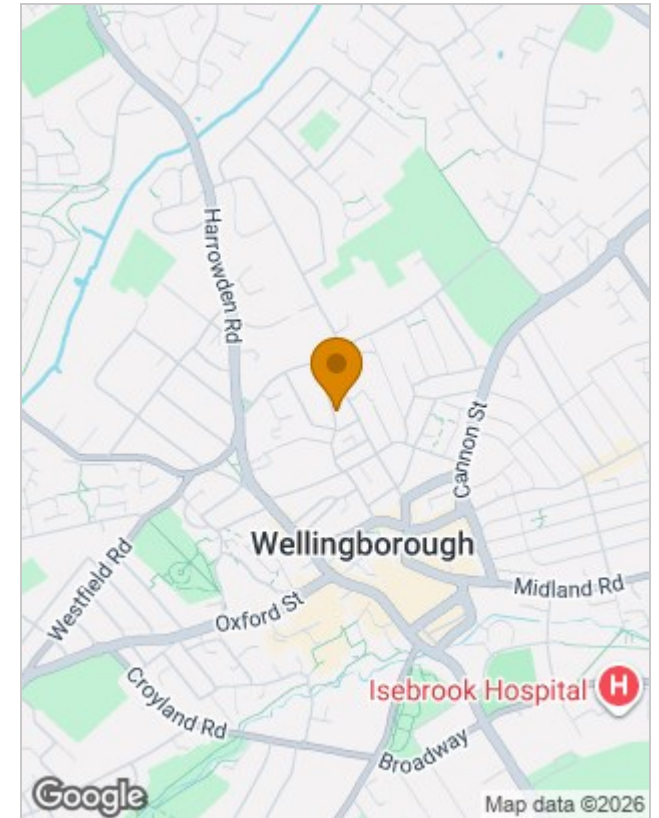 Harrowden Rd
Cannon St
Wellingborough
Westfield Rd
Midland Rd
Oxford St
Croyland Rd
Isebrook Hospital H
Broadway
Google
Map data ©2026